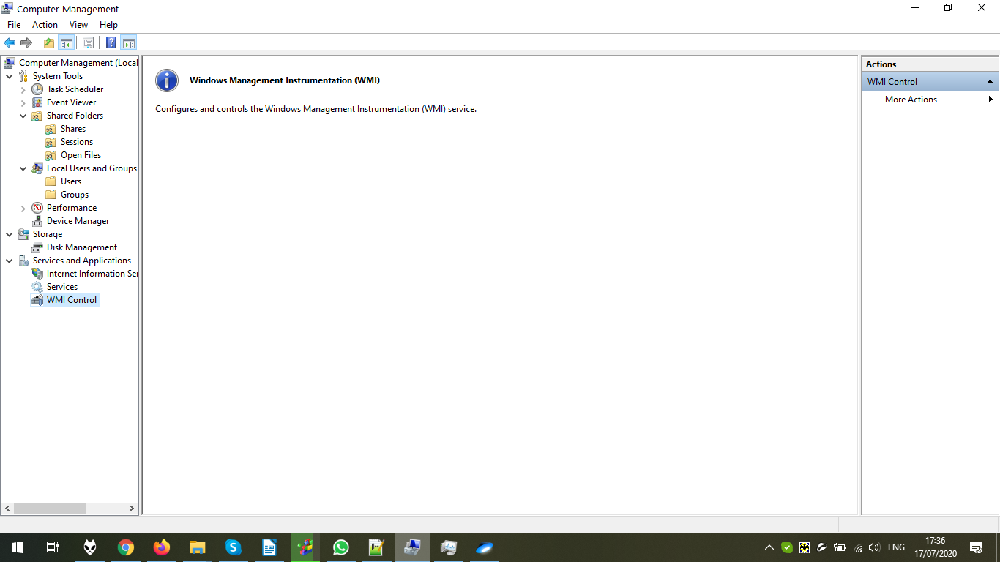 Computer Management
File Action View Help
Computer Management (Local
System Tools
Task Scheduler
Event Viewer
Shared Folders
Shares
Sessions
Open Files
Local Users and Groups
Users
Groups
Performance
Device Manager
Storage
Disk Management
Services and Applications
Internet Information Ser
Services
WMI Control
Windows Management Instrumentation (WMI)
Configures and controls the Windows Management Instrumentation (WMI) service.
Actions
WMI Control
More Actions
ENG
17:36
17/07/2020